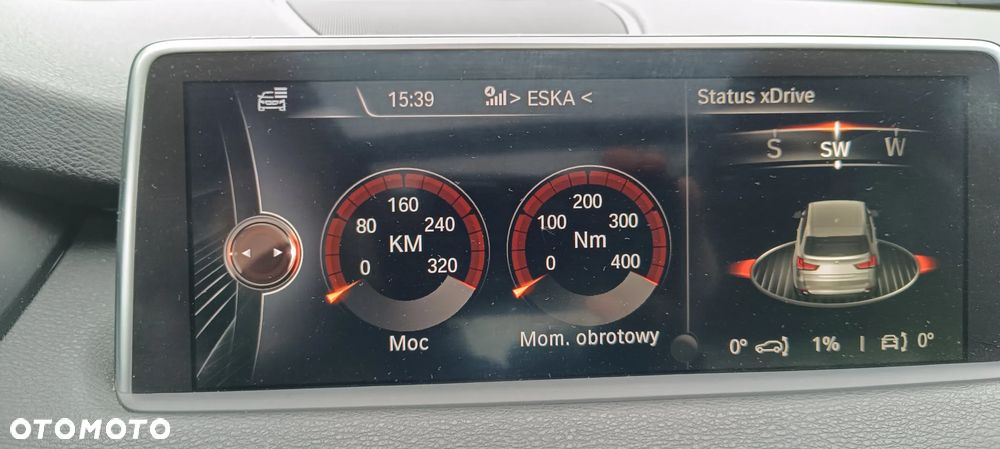 15:39
> ESKA <
Status xDrive
S SW W
0 80 160 240 320
KM
Moc
0 100 200 300 400
Nm
Mom. obrotowy
0° 1% 0°
OTOMOTO